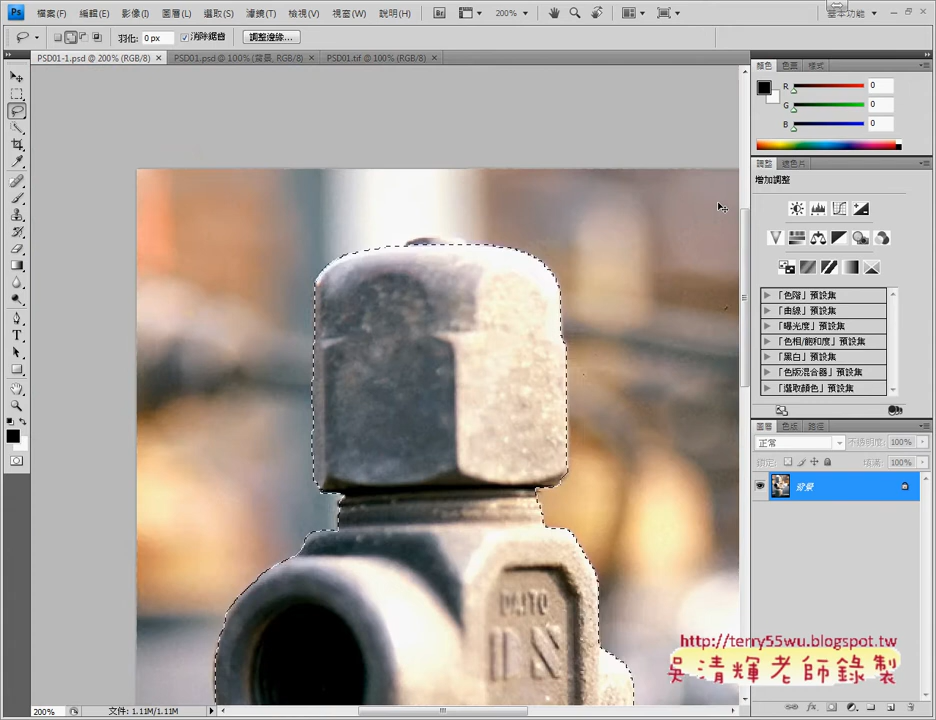 檔案(F) 編輯(E) 影像(I) 圖層(L) 選取(S) 濾鏡(T) 檢視(V) 視窗(W) 說明(H) Br 200% 基本功能
羽化: 0 px 消除鋸齒 調整邊緣...
PSD01-1.psd @ 200% (RGB/8) PSD01.psd @ 100% (背景, RGB/8) PSD01.tif @ 100% (RGB/8)
顏色 色票 樣式
R 0
G 0
B 0
調整 遮色片
增加調整
「色階」預設集
「曲線」預設集
「曝光度」預設集
「色相/飽和度」預設集
「黑白」預設集
「色版混合器」預設集
「選取顏色」預設集
圖層 色版 路徑
正常 不透明度: 100%
鎖定: 填滿: 100%
背景
DAITO
http://terry55wu.blogspot.tw
吳清輝老師錄製
200% 文件: 1.11M/1.11M